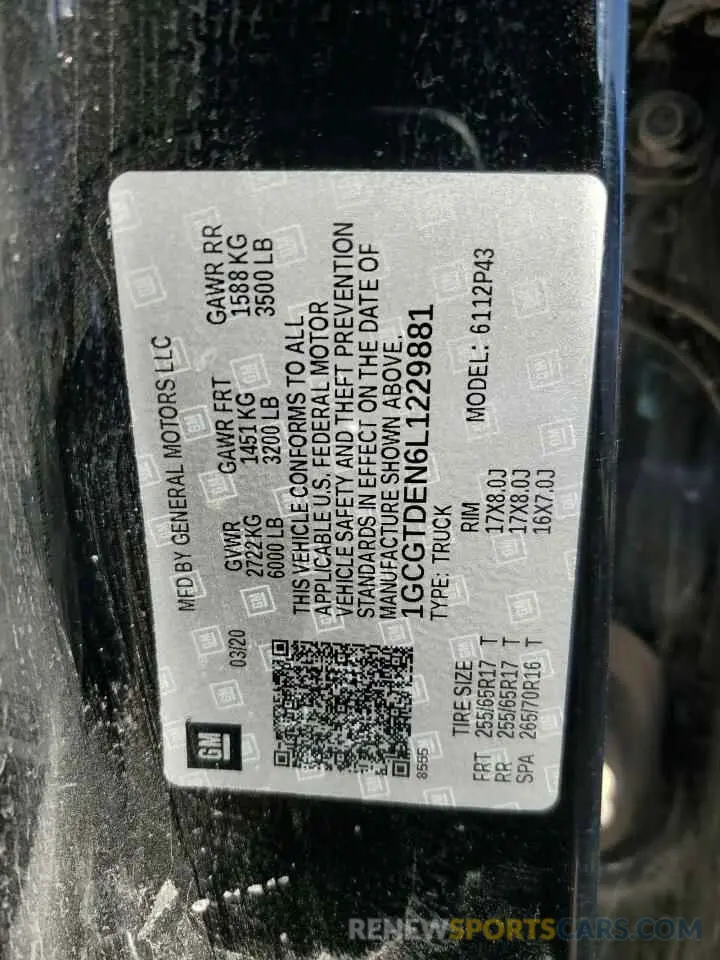 GM
MFD BY GENERAL MOTORS LLC
03/20
GVWR GAWR FRT GAWR RR
2722KG 1451 KG 1588 KG
6000 LB 3200 LB 3500 LB
THIS VEHICLE CONFORMS TO ALL
APPLICABLE U.S. FEDERAL MOTOR
VEHICLE SAFETY AND THEFT PREVENTION
STANDARDS IN EFFECT ON THE DATE OF
MANUFACTURE SHOWN ABOVE.
1GCGTDEN6L1229881
8555
TYPE: TRUCK
MODEL: 6112P43
TIRE SIZE RIM
FRT 255/65R17 T 17X8.0J
RR 255/65R17 T 17X8.0J
SPA 265/70R16 T 16X7.0J
RENEWSPORTSCARS.COM